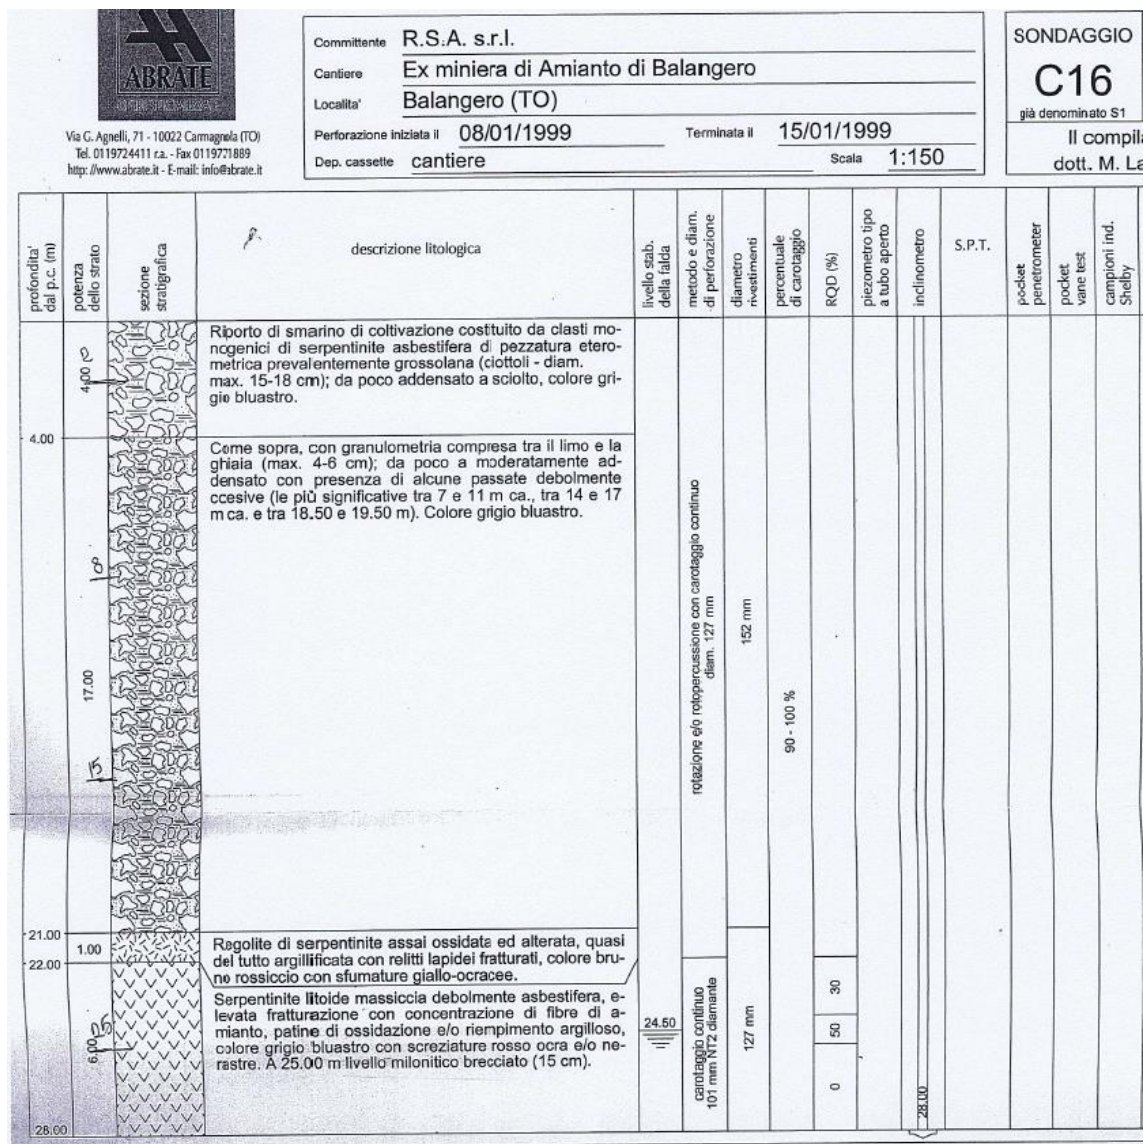 ABRATE
Via G. Agnelli, 71 - 10022 Carmagnola (TO)
Tel. 0119724411 r.a. - Fax 0119771889
http: //www.abrate.it - E-mail: info@abrate.it
Committente R.S.A. s.r.l.
Cantiere Ex miniera di Amianto di Balangero
Localita' Balangero (TO)
Perforazione iniziata il 08/01/1999 Terminata il 15/01/1999
Dep. cassette cantiere Scala 1:150
SONDAGGIO
C16
già denominato S1
Il compila
dott. M. La
profondita' dal p.c. (m)
potenza dello strato
sezione stratigrafica
descrizione litologica
livello stab. della falda
metodo e diam. di perforazione
diametro rivestimenti
percentuale di carotaggio
RQD (%)
piezometro tipo a tubo aperto
inclinometro
S.P.T.
pocket penetrometer
pocket vane test
campioni ind. Shelby
Riporto di smarino di coltivazione costituito da clasti mo-
nogenici di serpentinite asbestifera di pezzatura etero-
metrica prevalentemente grossolana (ciottoli - diam.
max. 15-18 cm); da poco addensato a sciolto, colore gri-
gio bluastro.
4.00
4.00
Come sopra, con granulometria compresa tra il limo e la
ghiaia (max. 4-6 cm); da poco a moderatamente ad-
densato con presenza di alcune passate debolmente
ccesive (le più significative tra 7 e 11 m ca., tra 14 e 17
m ca. e tra 18.50 e 19.50 m). Colore grigio bluastro.
17.00
15
rotazione e/o rotopercussione con carotaggio continuo
diam. 127 mm
152 mm
90 - 100 %
21.00
1.00
22.00
Regolite di serpentinite assai ossidata ed alterata, quasi
del tutto argillificata con relitti lapidei fratturati, colore bru-
no rossiccio con sfumature giallo-ocracee.
Serpentinite litoide massiccia debolmente asbestifera, e-
levata fratturazione con concentrazione di fibre di a-
mianto, patine di ossidazione e/o riempimento argilloso,
colore grigio bluastro con screziature rosso ocra e/o ne-
rastre. A 25.00 m livello milonitico brecciato (15 cm).
6.00
25
24.50
carotaggio continuo
101 mm NT2 diamante
127 mm
30
50
0
28.00
28.00